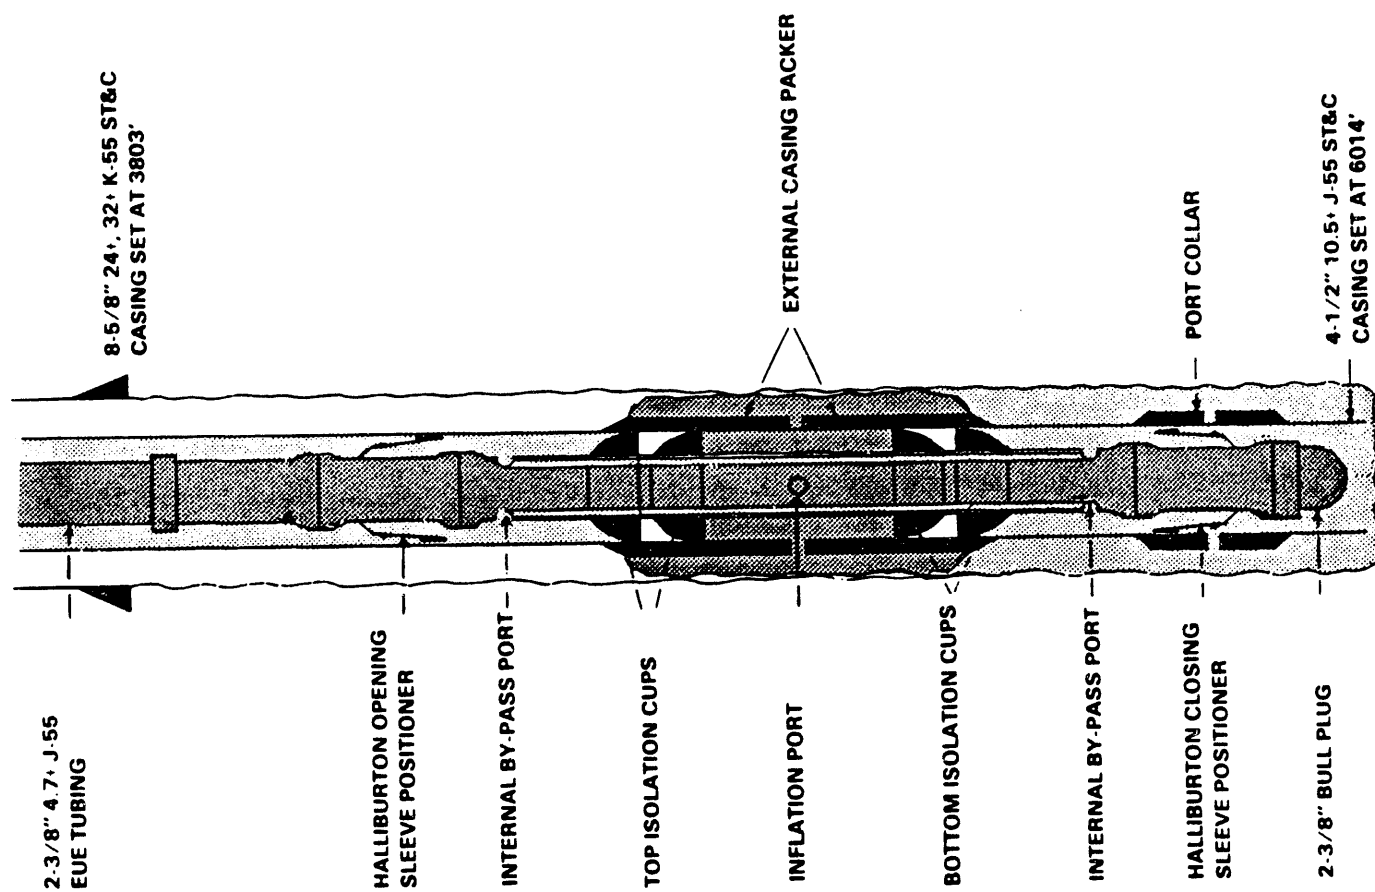 8-5/8" 24+, 32+ K-55 ST&C
CASING SET AT 3803'
EXTERNAL CASING PACKER
PORT COLLAR
4-1/2" 10.5+ J-55 ST&C
CASING SET AT 6014'
2-3/8" 4.7+ J-55
EUE TUBING
HALLIBURTON OPENING
SLEEVE POSITIONER
INTERNAL BY-PASS PORT
TOP ISOLATION CUPS
INFLATION PORT
BOTTOM ISOLATION CUPS
INTERNAL BY-PASS PORT
HALLIBURTON CLOSING
SLEEVE POSITIONER
2-3/8" BULL PLUG